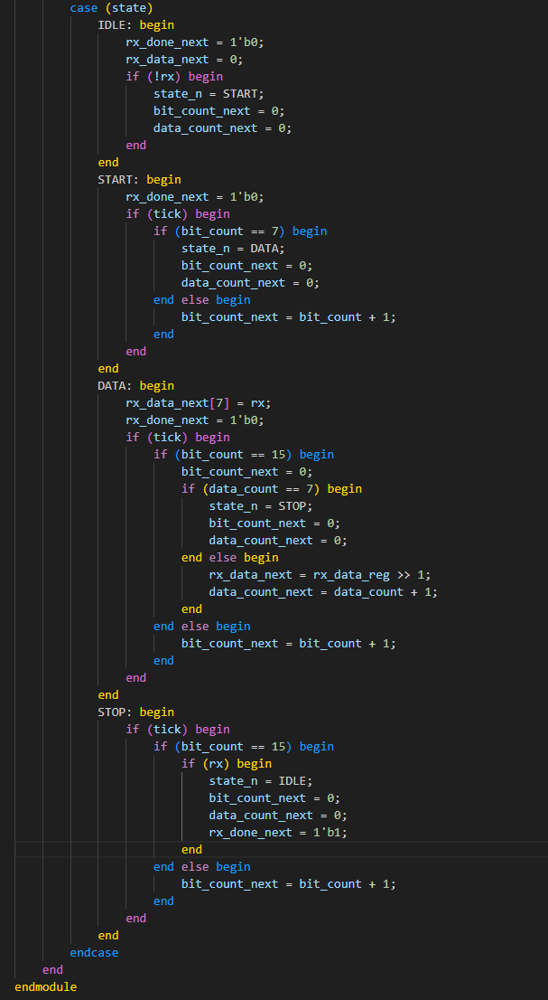 case (state)
IDLE: begin
rx_done_next = 1'b0;
rx_data_next = 0;
if (!rx) begin
state_n = START;
bit_count_next = 0;
data_count_next = 0;
end
end
START: begin
rx_done_next = 1'b0;
if (tick) begin
if (bit_count == 7) begin
state_n = DATA;
bit_count_next = 0;
data_count_next = 0;
end else begin
bit_count_next = bit_count + 1;
end
end
end
DATA: begin
rx_data_next[7] = rx;
rx_done_next = 1'b0;
if (tick) begin
if (bit_count == 15) begin
bit_count_next = 0;
if (data_count == 7) begin
state_n = STOP;
bit_count_next = 0;
data_count_next = 0;
end else begin
rx_data_next = rx_data_reg >> 1;
data_count_next = data_count + 1;
end
end else begin
bit_count_next = bit_count + 1;
end
end
end
STOP: begin
if (tick) begin
if (bit_count == 15) begin
if (rx) begin
state_n = IDLE;
bit_count_next = 0;
data_count_next = 0;
rx_done_next = 1'b1;
end
end else begin
bit_count_next = bit_count + 1;
end
end
end
endcase
end
endmodule